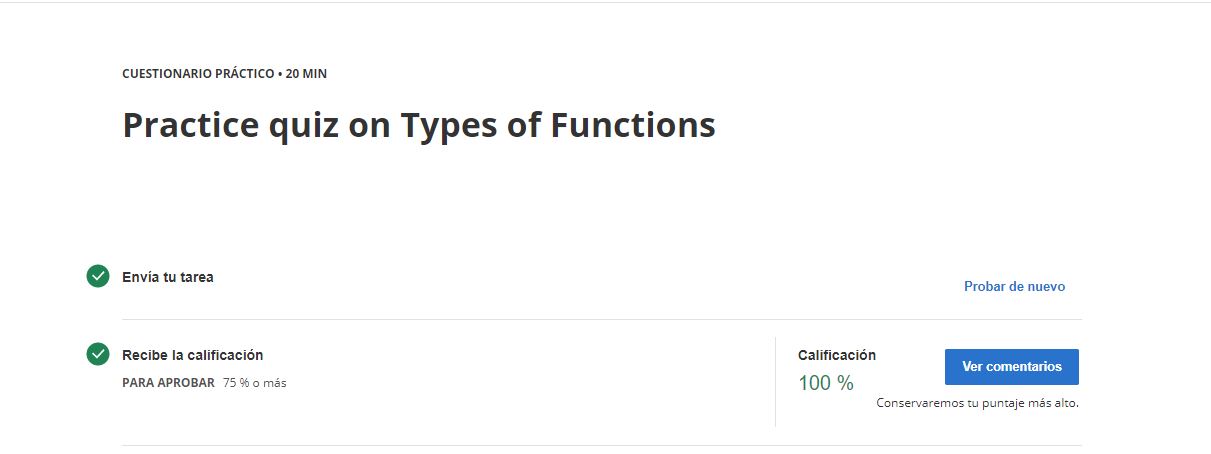 CUESTIONARIO PRÁCTICO • 20 MIN
Practice quiz on Types of Functions
Envía tu tarea
Probar de nuevo
Recibe la calificación
PARA APROBAR 75 % o más
Calificación
100 %
Ver comentarios
Conservaremos tu puntaje más alto.